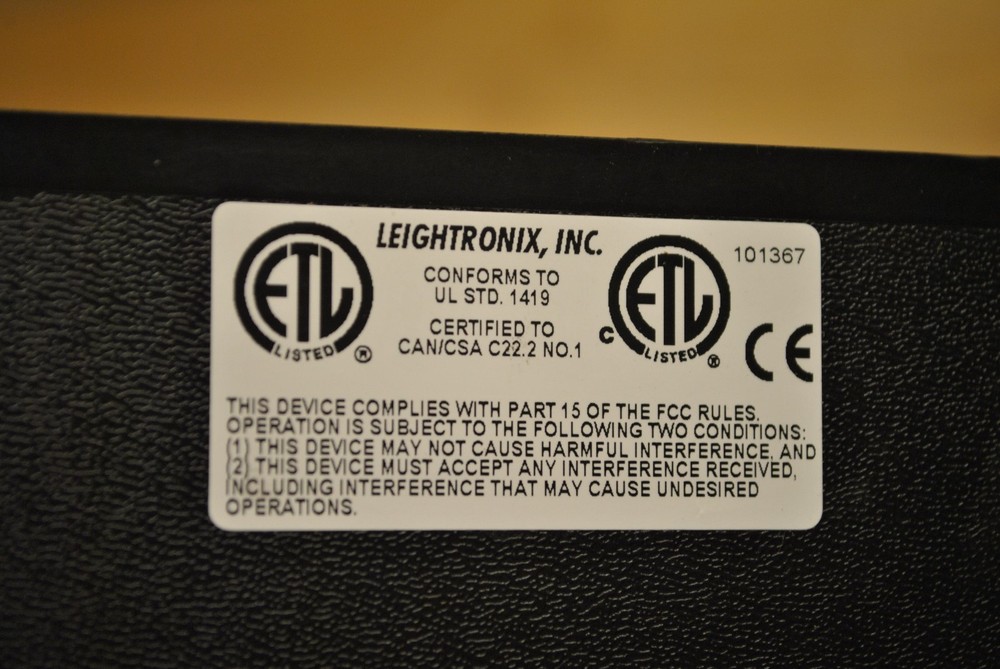 ETL
LISTED
®
LEIGHTRONIX, INC.
CONFORMS TO
UL STD. 1419
CERTIFIED TO
CAN/CSA C22.2 NO.1
C
ETL
LISTED
®
101367
CE
THIS DEVICE COMPLIES WITH PART 15 OF THE FCC RULES.
OPERATION IS SUBJECT TO THE FOLLOWING TWO CONDITIONS:
(1) THIS DEVICE MAY NOT CAUSE HARMFUL INTERFERENCE, AND
(2) THIS DEVICE MUST ACCEPT ANY INTERFERENCE RECEIVED,
INCLUDING INTERFERENCE THAT MAY CAUSE UNDESIRED
OPERATIONS.